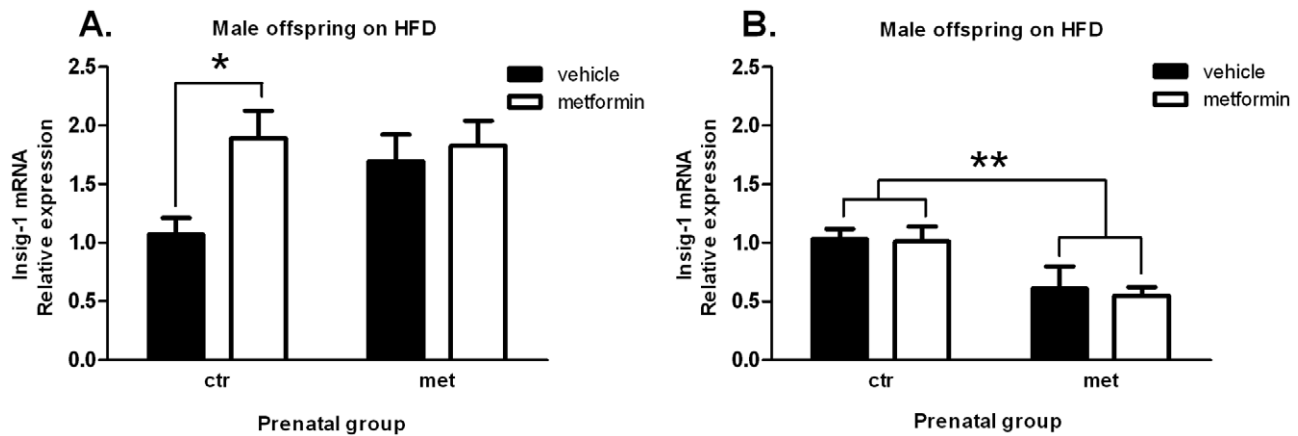 A.
Male offspring on HFD
*
vehicle
metformin
2.5
2.0
1.5
1.0
0.5
0.0
Insig-1 mRNA
Relative expression
ctr
met
Prenatal group
B.
Male offspring on HFD
**
vehicle
metformin
2.5
2.0
1.5
1.0
0.5
0.0
Insig-1 mRNA
Relative expression
ctr
met
Prenatal group